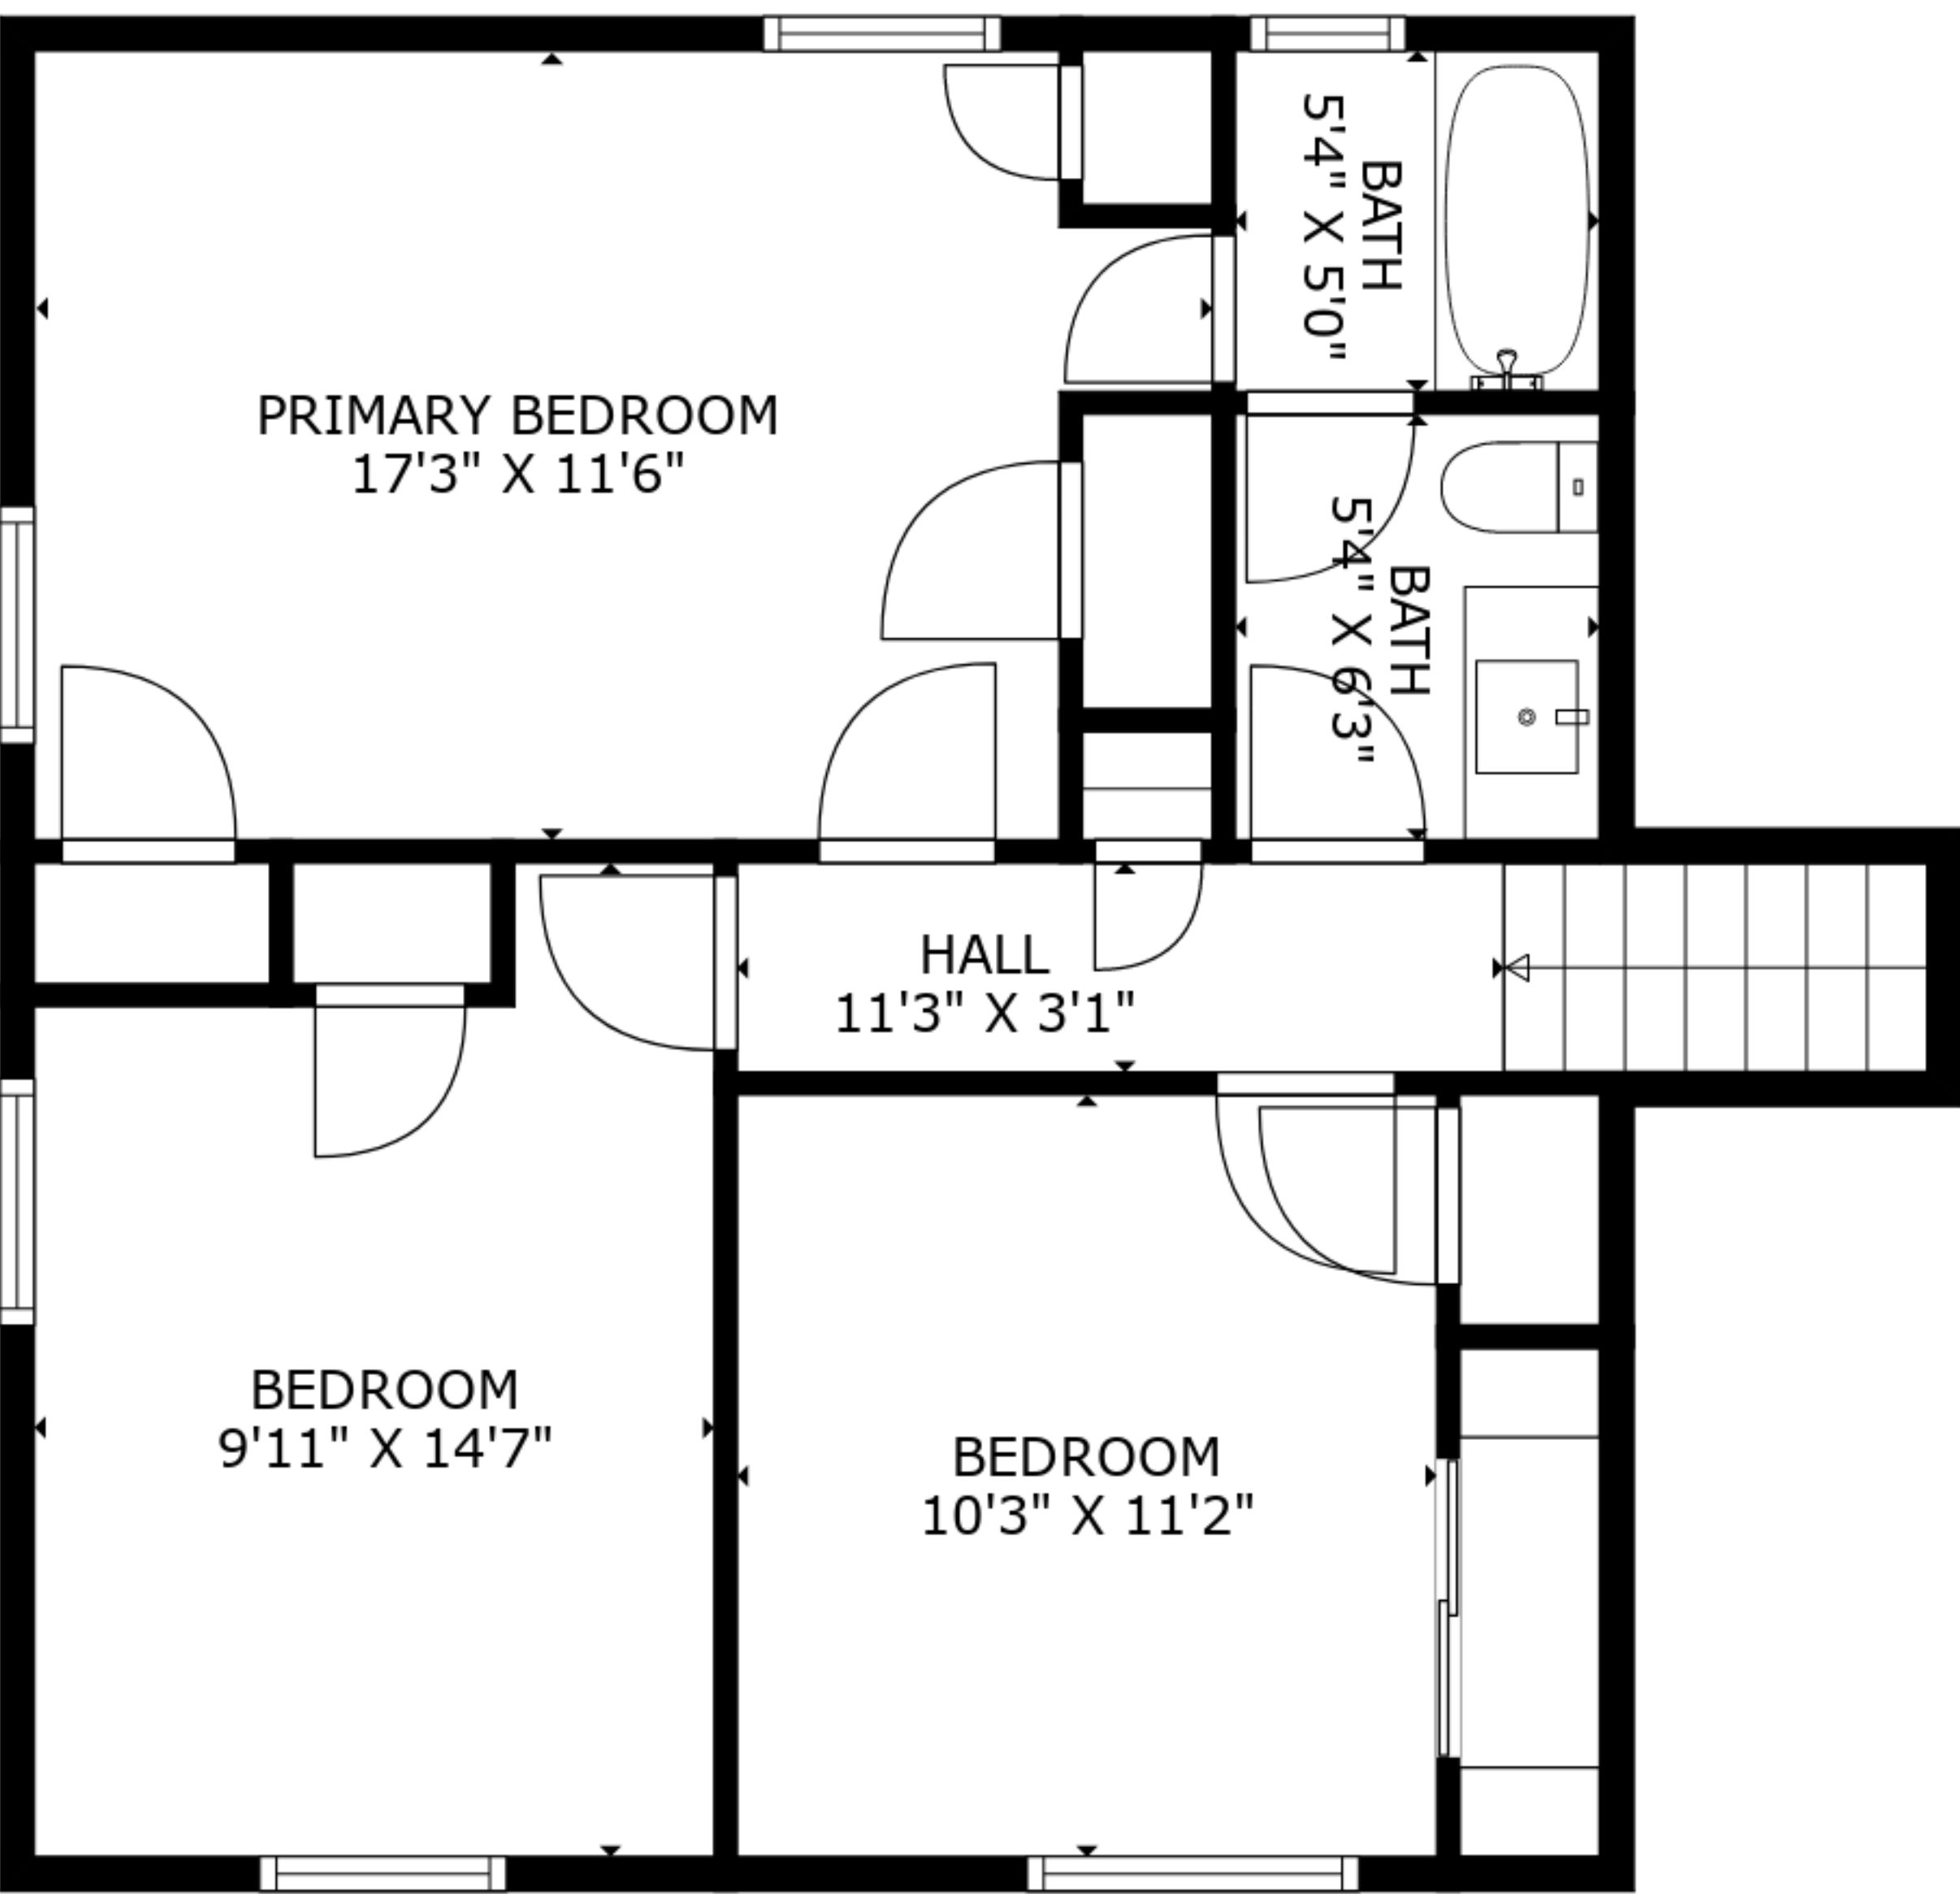 BATH
5'4" X 5'0"
PRIMARY BEDROOM
17'3" X 11'6"
BATH
5'4" X 6'3"
HALL
11'3" X 3'1"
BEDROOM
9'11" X 14'7"
BEDROOM
10'3" X 11'2"